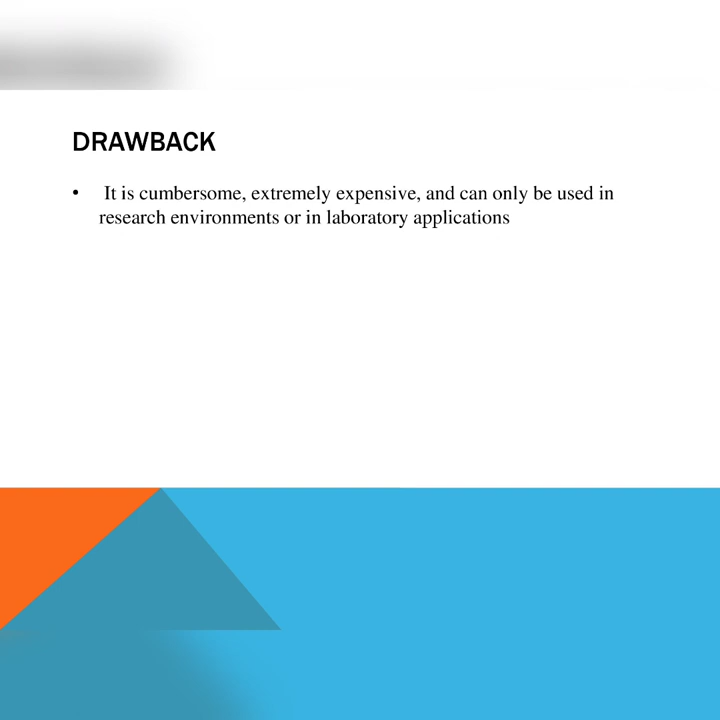 DRAWBACK
• It is cumbersome, extremely expensive, and can only be used in
research environments or in laboratory applications